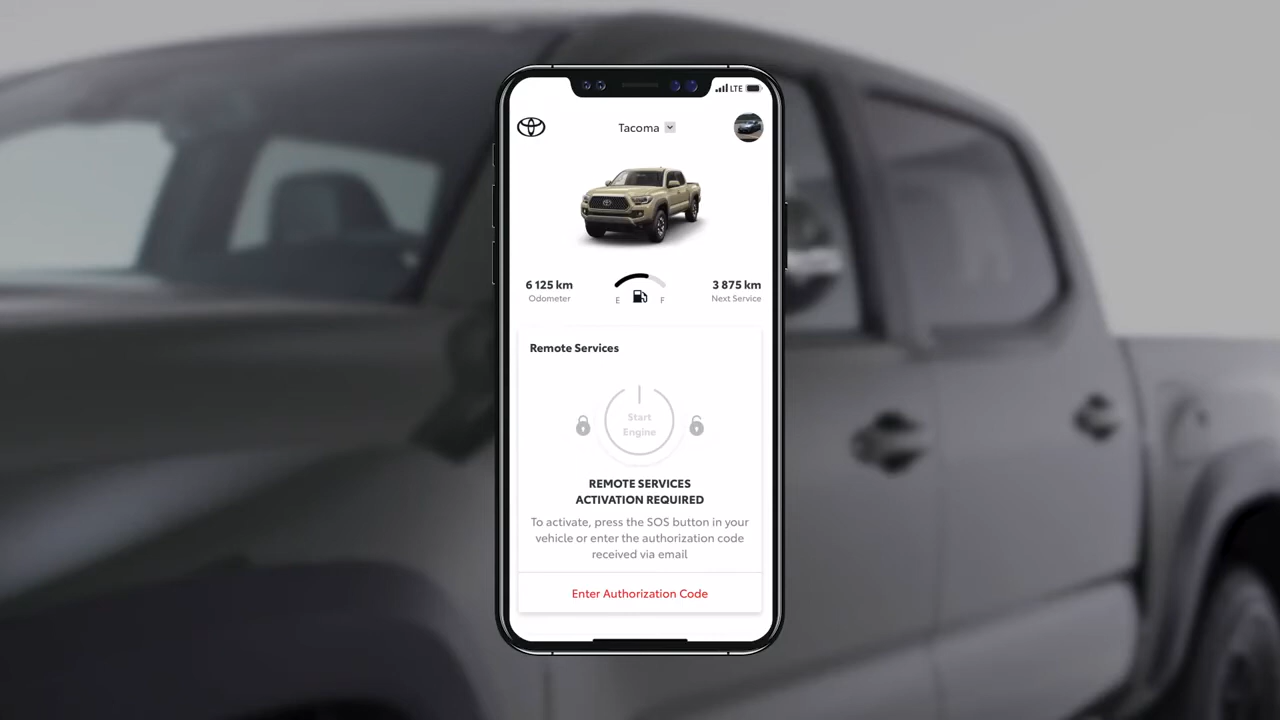 LTE
Tacoma
6 125 km
Odometer
E
F
3 875 km
Next Service
Remote Services
Start
Engine
REMOTE SERVICES
ACTIVATION REQUIRED
To activate, press the SOS button in your
vehicle or enter the authorization code
received via email
Enter Authorization Code